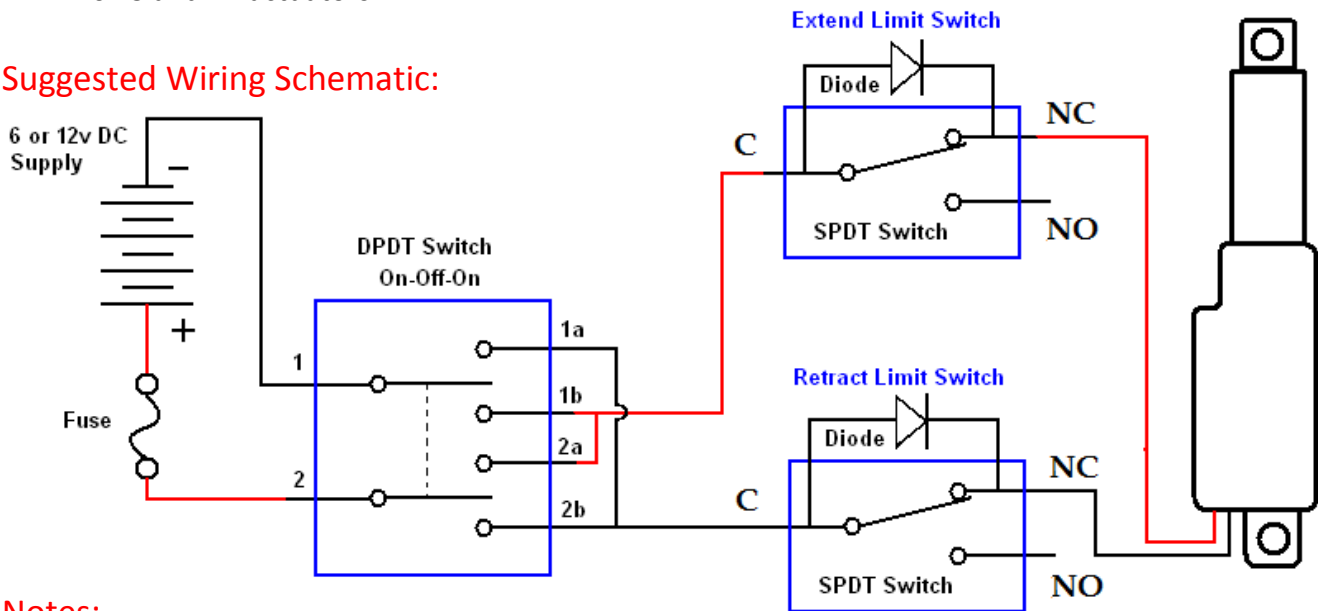 Suggested Wiring Schematic:
6 or 12v DC
Supply
−
+
Fuse
DPDT Switch
On-Off-On
1
2
1a
1b
2a
2b
Extend Limit Switch
Diode
C
NC
NO
SPDT Switch
Retract Limit Switch
Diode
C
NC
NO
SPDT Switch
Notes: